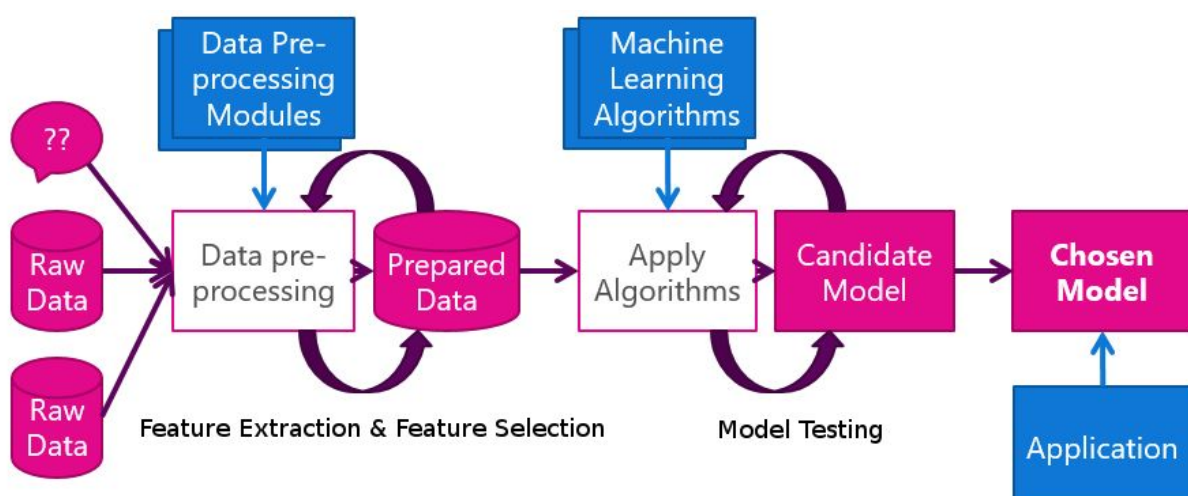 Data Pre-
processing
Modules
Machine
Learning
Algorithms
??
Raw
Data
Data pre-
processing
Prepared
Data
Apply
Algorithms
Candidate
Model
Chosen
Model
Raw
Data
Feature Extraction & Feature Selection
Model Testing
Application